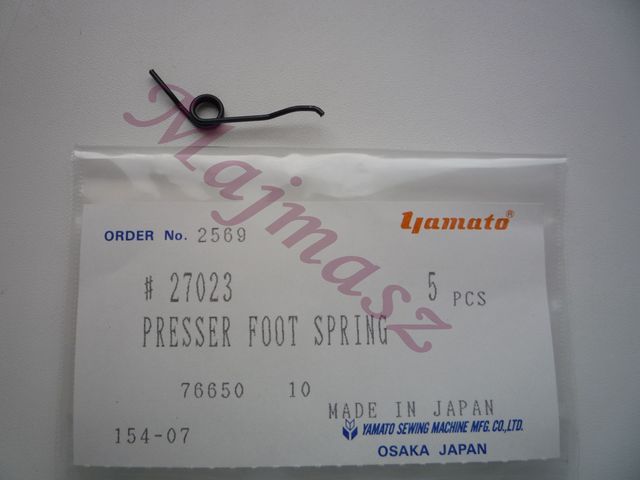 Majmasz
yamato®
ORDER No. 2569
# 27023 5 PCS
PRESSER FOOT SPRING
76650 10
MADE IN JAPAN
154-07
YAMATO SEWING MACHINE MFG. CO., LTD.
OSAKA JAPAN